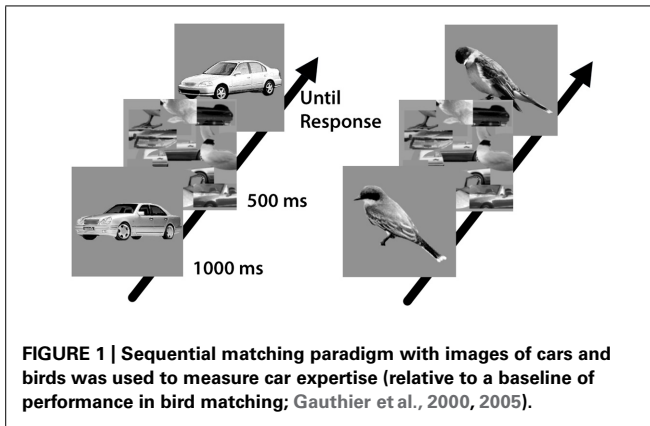 Until
Response
500 ms
1000 ms
FIGURE 1 | Sequential matching paradigm with images of cars and
birds was used to measure car expertise (relative to a baseline of
performance in bird matching; Gauthier et al., 2000, 2005).